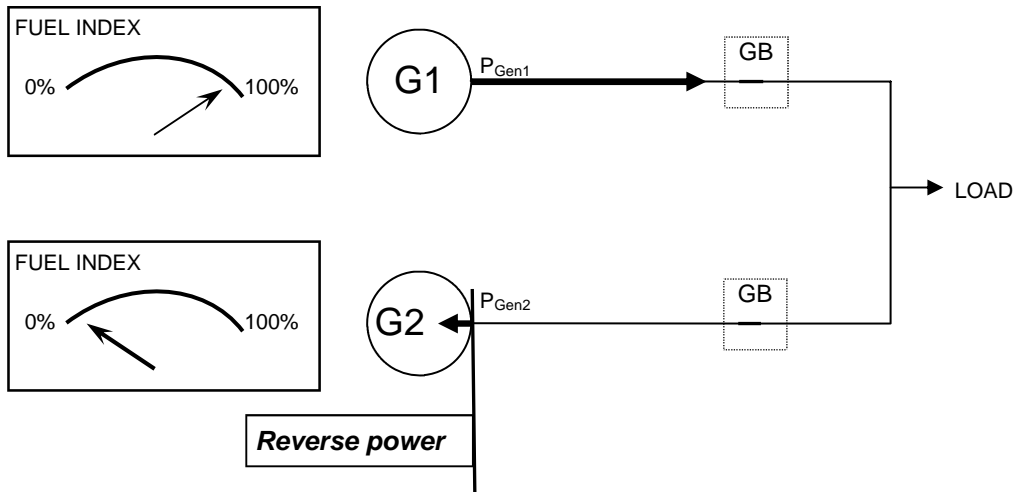 FUEL INDEX
0% 100%
G1
PGen1
GB
LOAD
FUEL INDEX
0% 100%
G2
PGen2
GB
Reverse power